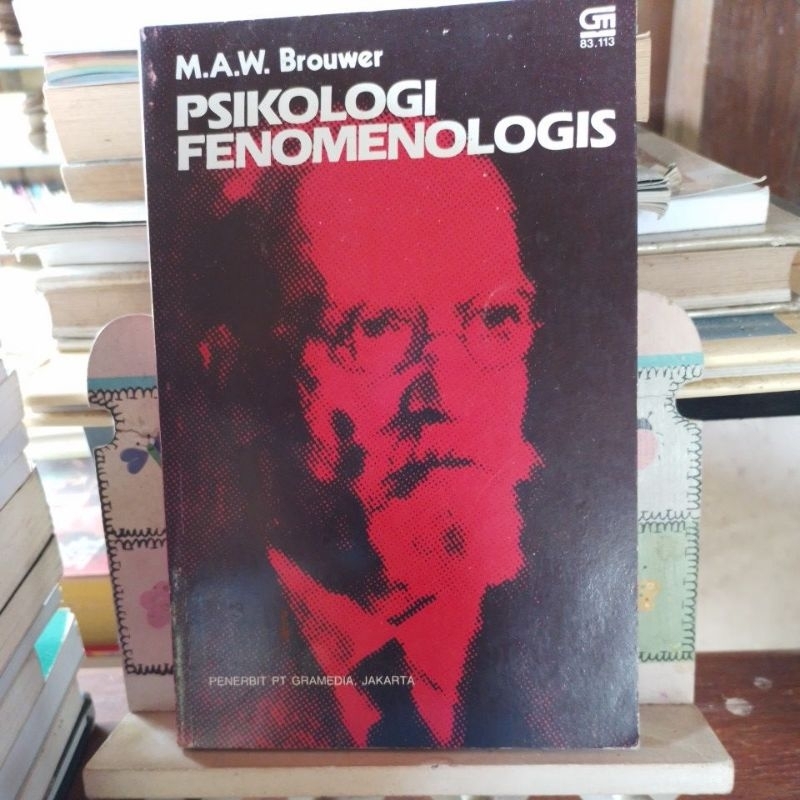 GM
83.113
M.A.W. Brouwer
PSIKOLOGI
FENOMENOLOGIS
PENERBIT PT GRAMEDIA, JAKARTA